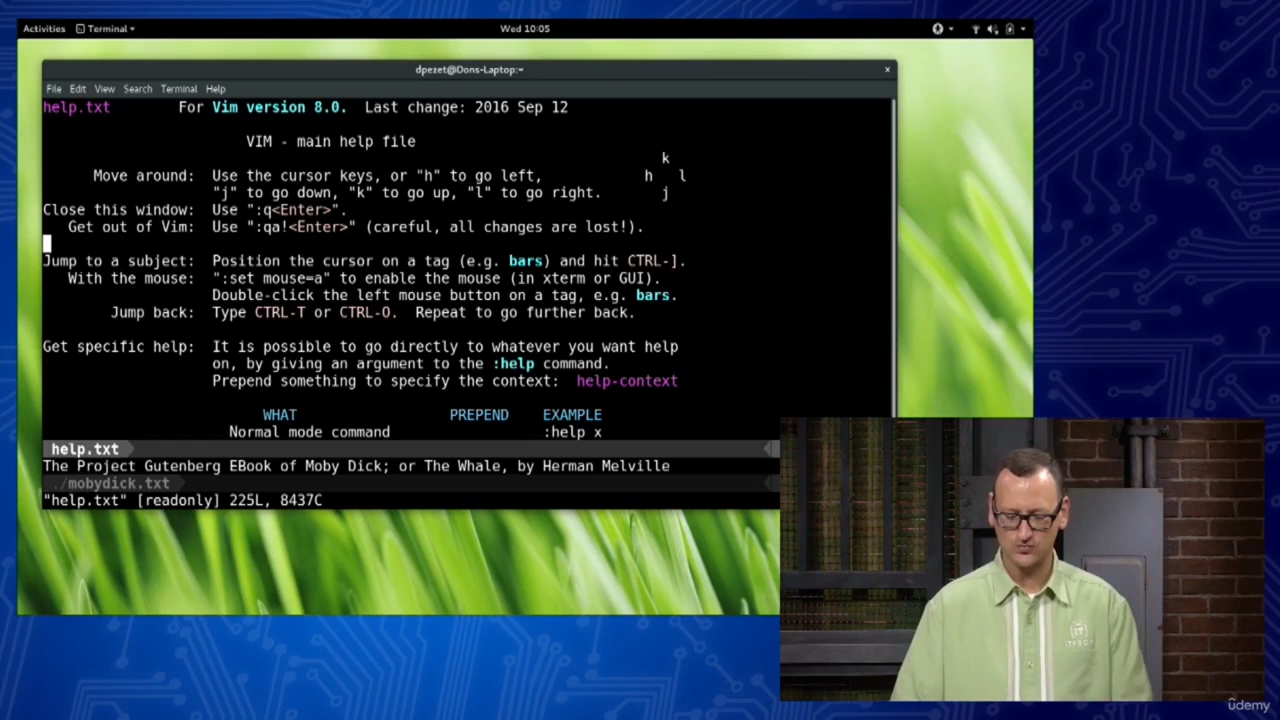 Activities Terminal Wed 10:05
dpezet@Dons-Laptop:~ ×
File Edit View Search Terminal Help
help.txt For Vim version 8.0. Last change: 2016 Sep 12
VIM - main help file
k
Move around: Use the cursor keys, or "h" to go left, h l
"j" to go down, "k" to go up, "l" to go right. j
Close this window: Use ":q<Enter>".
Get out of Vim: Use ":qa!<Enter>" (careful, all changes are lost!).
Jump to a subject: Position the cursor on a tag (e.g. bars) and hit CTRL-].
With the mouse: ":set mouse=a" to enable the mouse (in xterm or GUI).
Double-click the left mouse button on a tag, e.g. bars.
Jump back: Type CTRL-T or CTRL-O. Repeat to go further back.
Get specific help: It is possible to go directly to whatever you want help
on, by giving an argument to the :help command.
Prepend something to specify the context: help-context
WHAT PREPEND EXAMPLE
Normal mode command :help x
help.txt
The Project Gutenberg EBook of Moby Dick; or The Whale, by Herman Melville
./mobydick.txt
"help.txt" [readonly] 225L, 8437C
ITPROTV
udemy